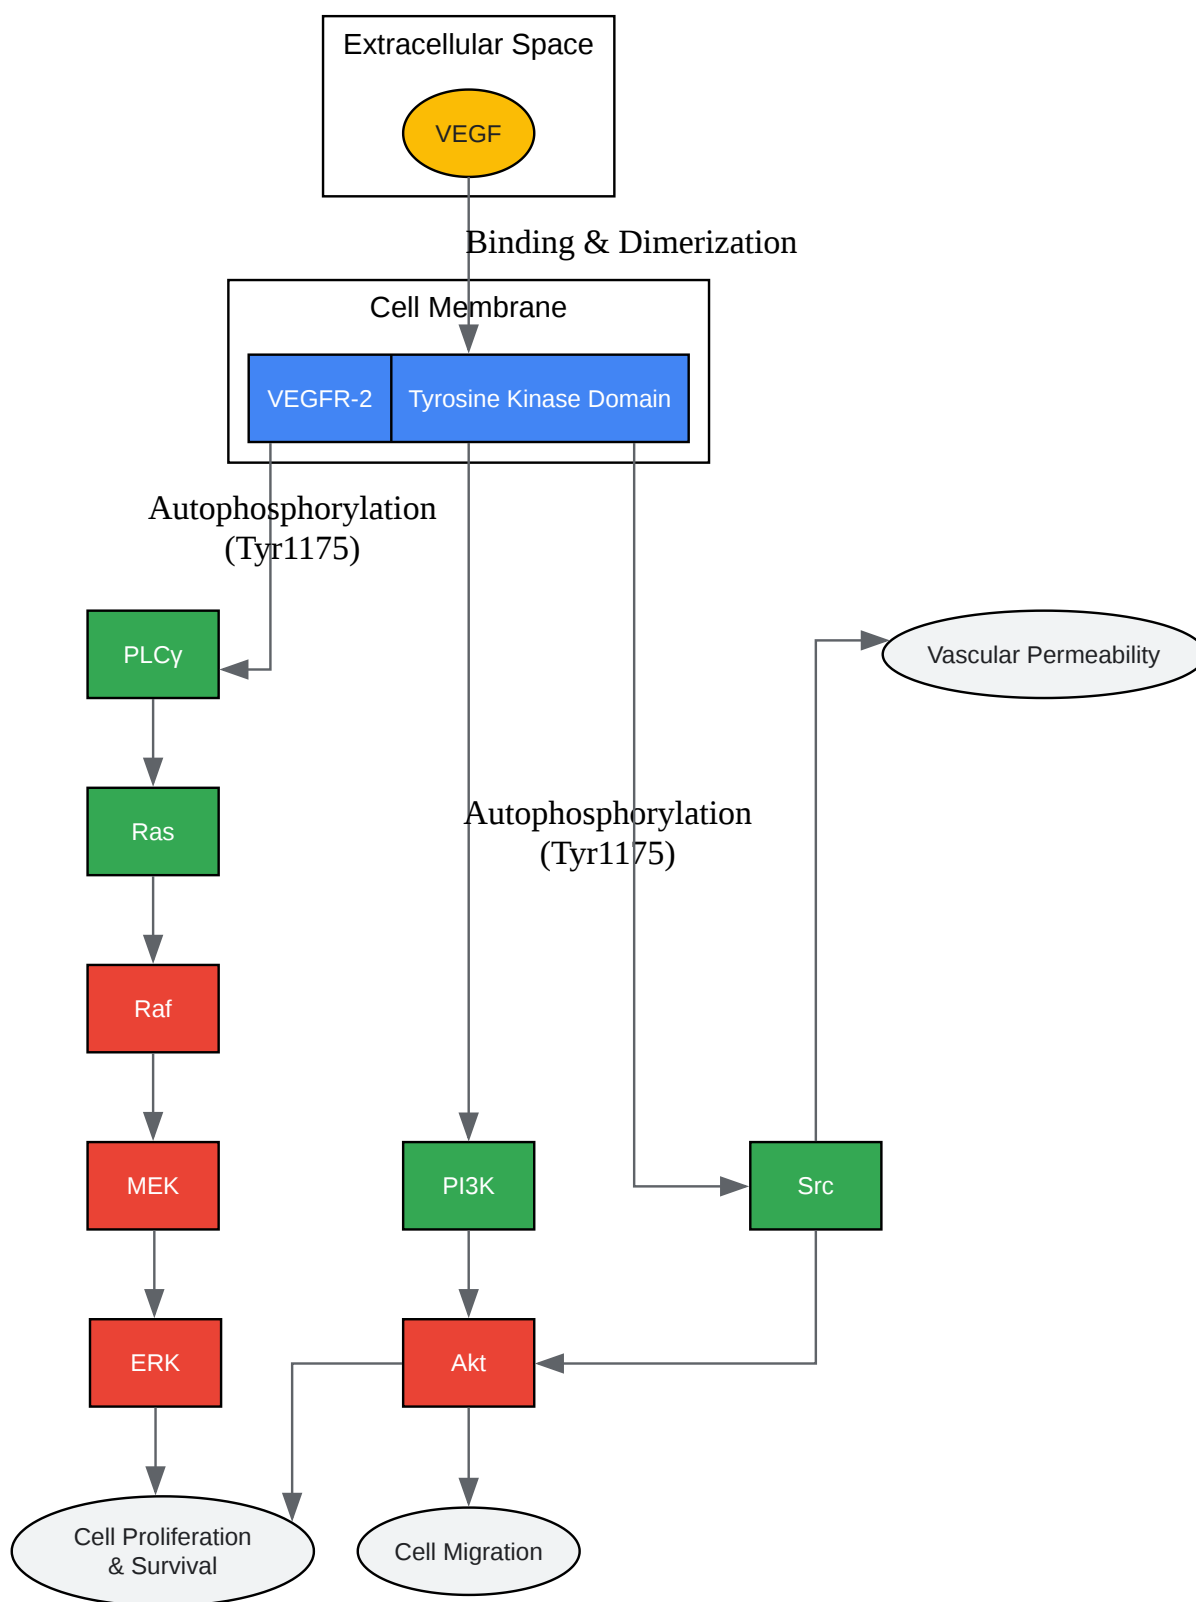 Extracellular Space
VEGF
Binding & Dimerization
Cell Membrane
VEGFR-2
Tyrosine Kinase Domain
Autophosphorylation
(Tyr1175)
PLCγ
Vascular Permeability
Ras
Autophosphorylation
(Tyr1175)
Raf
MEK
PI3K
Src
ERK
Akt
Cell Proliferation
& Survival
Cell Migration